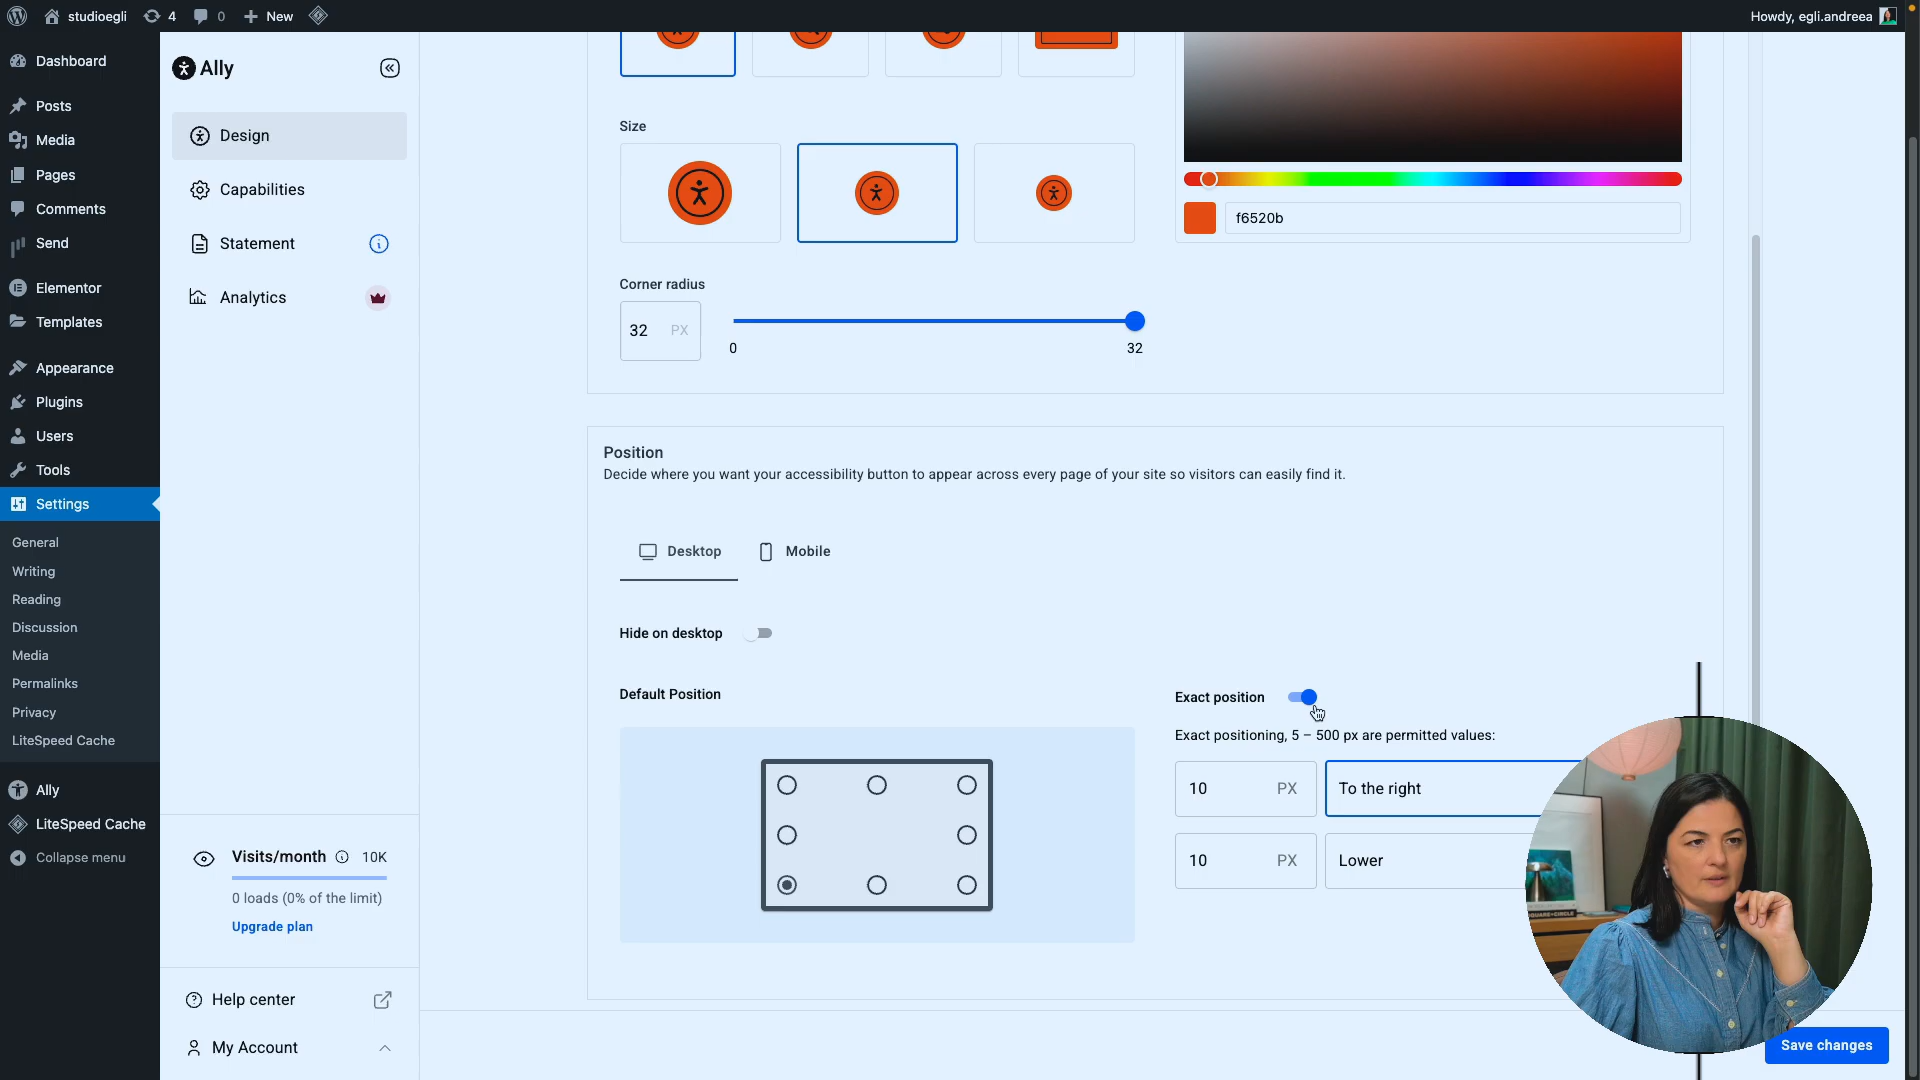 studioegli
4
0
New
Howdy, egli.andreea
Dashboard
Posts
Media
Pages
Comments
Send
Elementor
Templates
Appearance
Plugins
Users
Tools
Settings
General
Writing
Reading
Discussion
Media
Permalinks
Privacy
LiteSpeed Cache
Ally
LiteSpeed Cache
Collapse menu
Ally
Design
Capabilities
Statement
Analytics
Visits/month
10K
0 loads (0% of the limit)
Upgrade plan
Help center
My Account
Size
f6520b
Corner radius
32 PX
0
32
Position
Decide where you want your accessibility button to appear across every page of your site so visitors can easily find it.
Desktop
Mobile
Hide on desktop
Default Position
Exact position
Exact positioning, 5 – 500 px are permitted values:
10 PX
To the right
10 PX
Lower
SQUARE+CIRCLE
Save changes